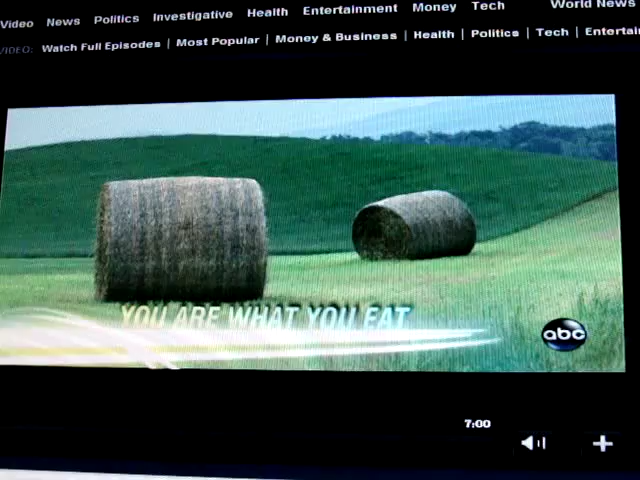 Video News Politics Investigative Health Entertainment Money Tech World News
VIDEO: Watch Full Episodes | Most Popular | Money & Business | Health | Politics | Tech |
YOU ARE WHAT YOU EAT
abc
7:00